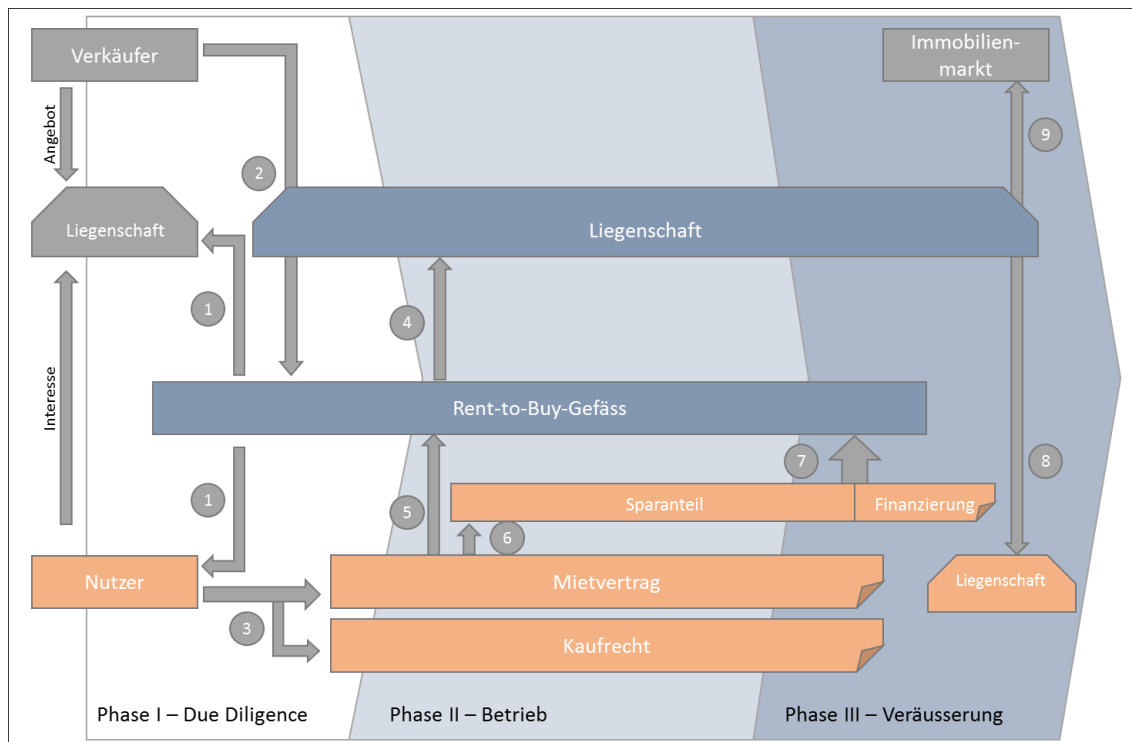 Verkäufer
Immobilien-
markt
Angebot
9
2
Liegenschaft
Liegenschaft
1
4
Interesse
Rent-to-Buy-Gefäss
7
8
1
5
Sparanteil
Finanzierung
6
Nutzer
Mietvertrag
Liegenschaft
3
Kaufrecht
Phase I – Due Diligence
Phase II – Betrieb
Phase III – Veräusserung